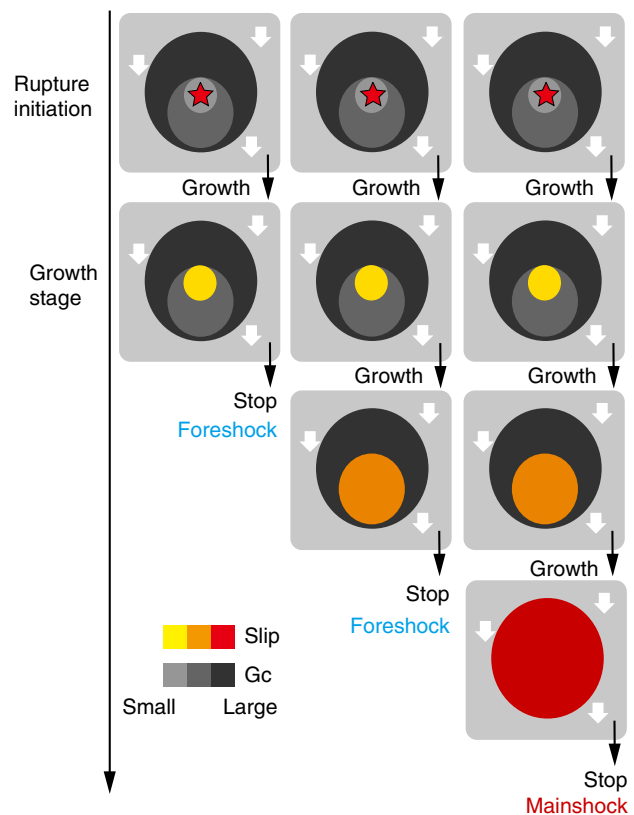 Rupture
initiation
Growth
Growth
Growth
Growth
stage
Stop
Foreshock
Growth
Growth
Stop
Foreshock
Growth
Slip
Gc
Small
Large
Stop
Mainshock